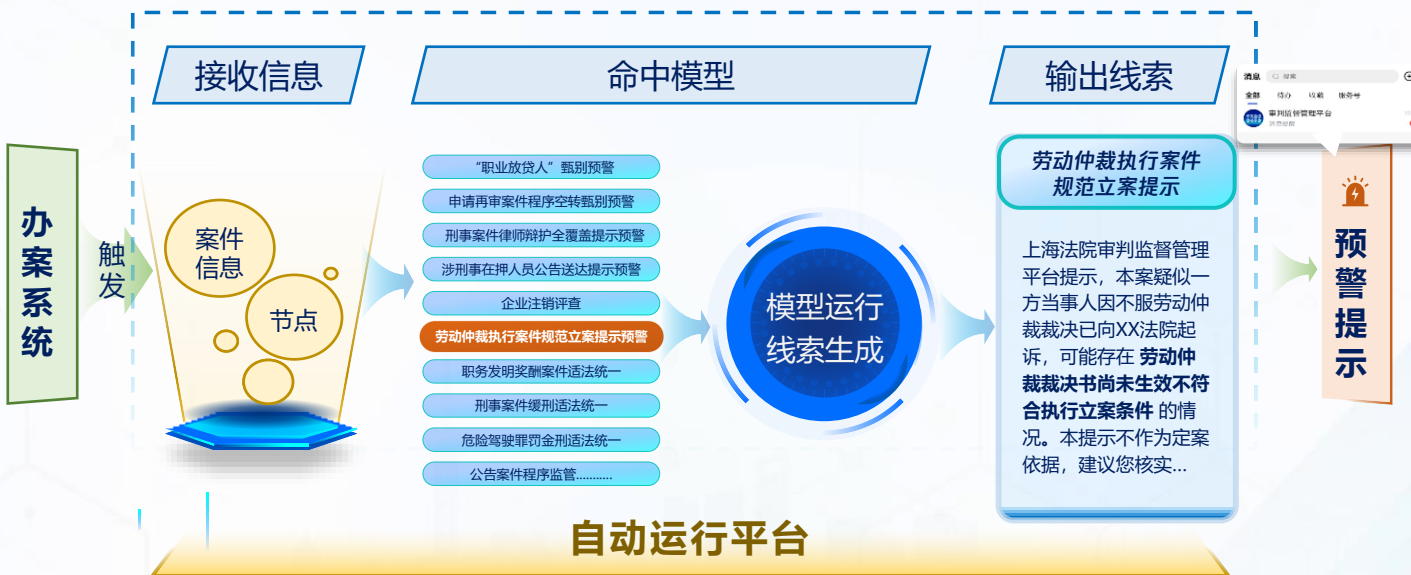 接收信息
命中模型
输出线索
消息
搜索
全部 待办 收藏 服务号
审判监督管理平台
消息提醒
办案系统
触发
案件
信息
节点
“职业放贷人”甄别预警
申请再审案件程序空转甄别预警
刑事案件律师辩护全覆盖提示预警
涉刑事在押人员公告送达提示预警
企业注销评查
劳动仲裁执行案件规范立案提示预警
职务发明奖酬案件适法统一
刑事案件缓刑适法统一
危险驾驶罪罚金刑适法统一
公告案件程序监管...........
模型运行
线索生成
劳动仲裁执行案件
规范立案提示
上海法院审判监督管理
平台提示，本案疑似一
方当事人因不服劳动仲
裁裁决已向XX法院起
诉，可能存在 劳动仲
裁裁决书尚未生效不符
合执行立案条件 的情
况。本提示不作为定案
依据，建议您核实...
预警提示
自动运行平台